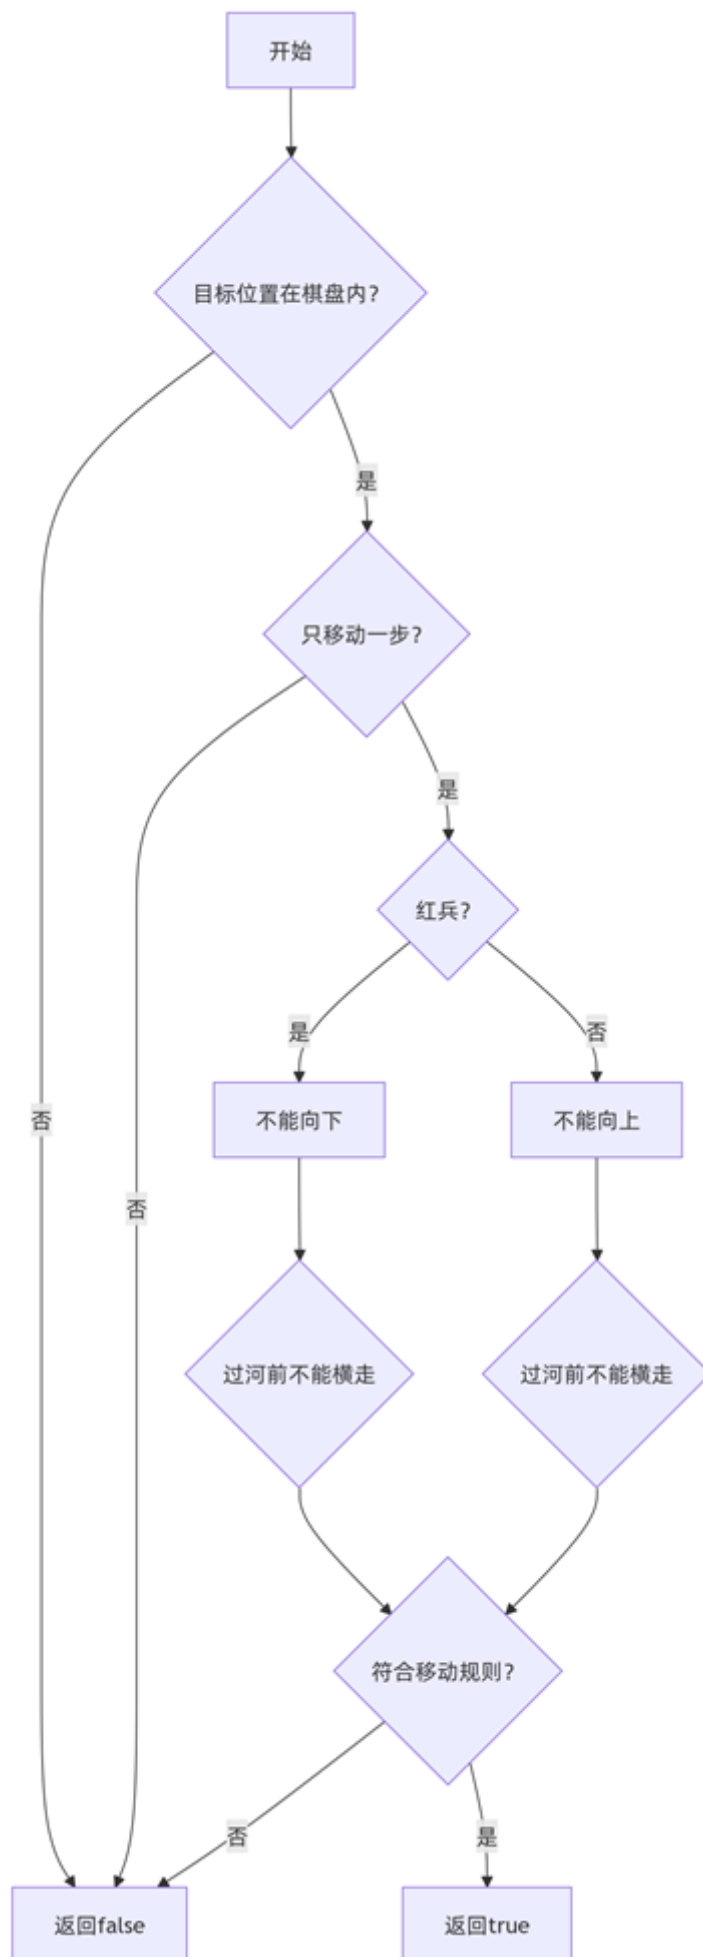 开始
目标位置在棋盘内?
是
只移动一步?
是
红兵?
是
否
不能向下
不能向上
否
否
过河前不能横走
过河前不能横走
符合移动规则?
否
是
返回false
返回true